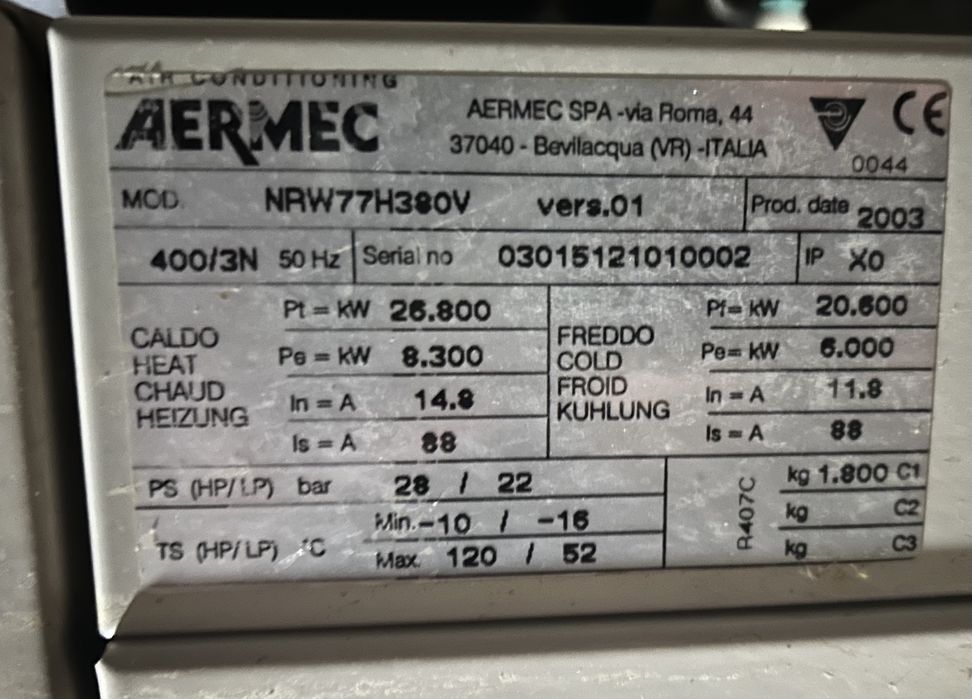 AIR CONDITIONING
AERMEC
AERMEC SPA -via Roma, 44
37040 - Bevilacqua (VR) -ITALIA
CE
0044
MOD. NRW77H380V vers.01 Prod. date 2003
400/3N 50 Hz Serial no 03015121010002 IP X0
CALDO
HEAT
CHAUD
HEIZUNG
Pt = kW 26.800
Pe = kW 8.300
In = A 14.8
Is = A 88
FREDDO
COLD
FROID
KUHLUNG
Pf= kW 20.600
Pe= kW 6.000
In = A 11.8
Is = A 88
PS (HP/LP) bar 28 / 22
TS (HP/LP) °C
Min. -10 / -16
Max. 120 / 52
R407C
kg 1.800 C1
kg C2
kg C3